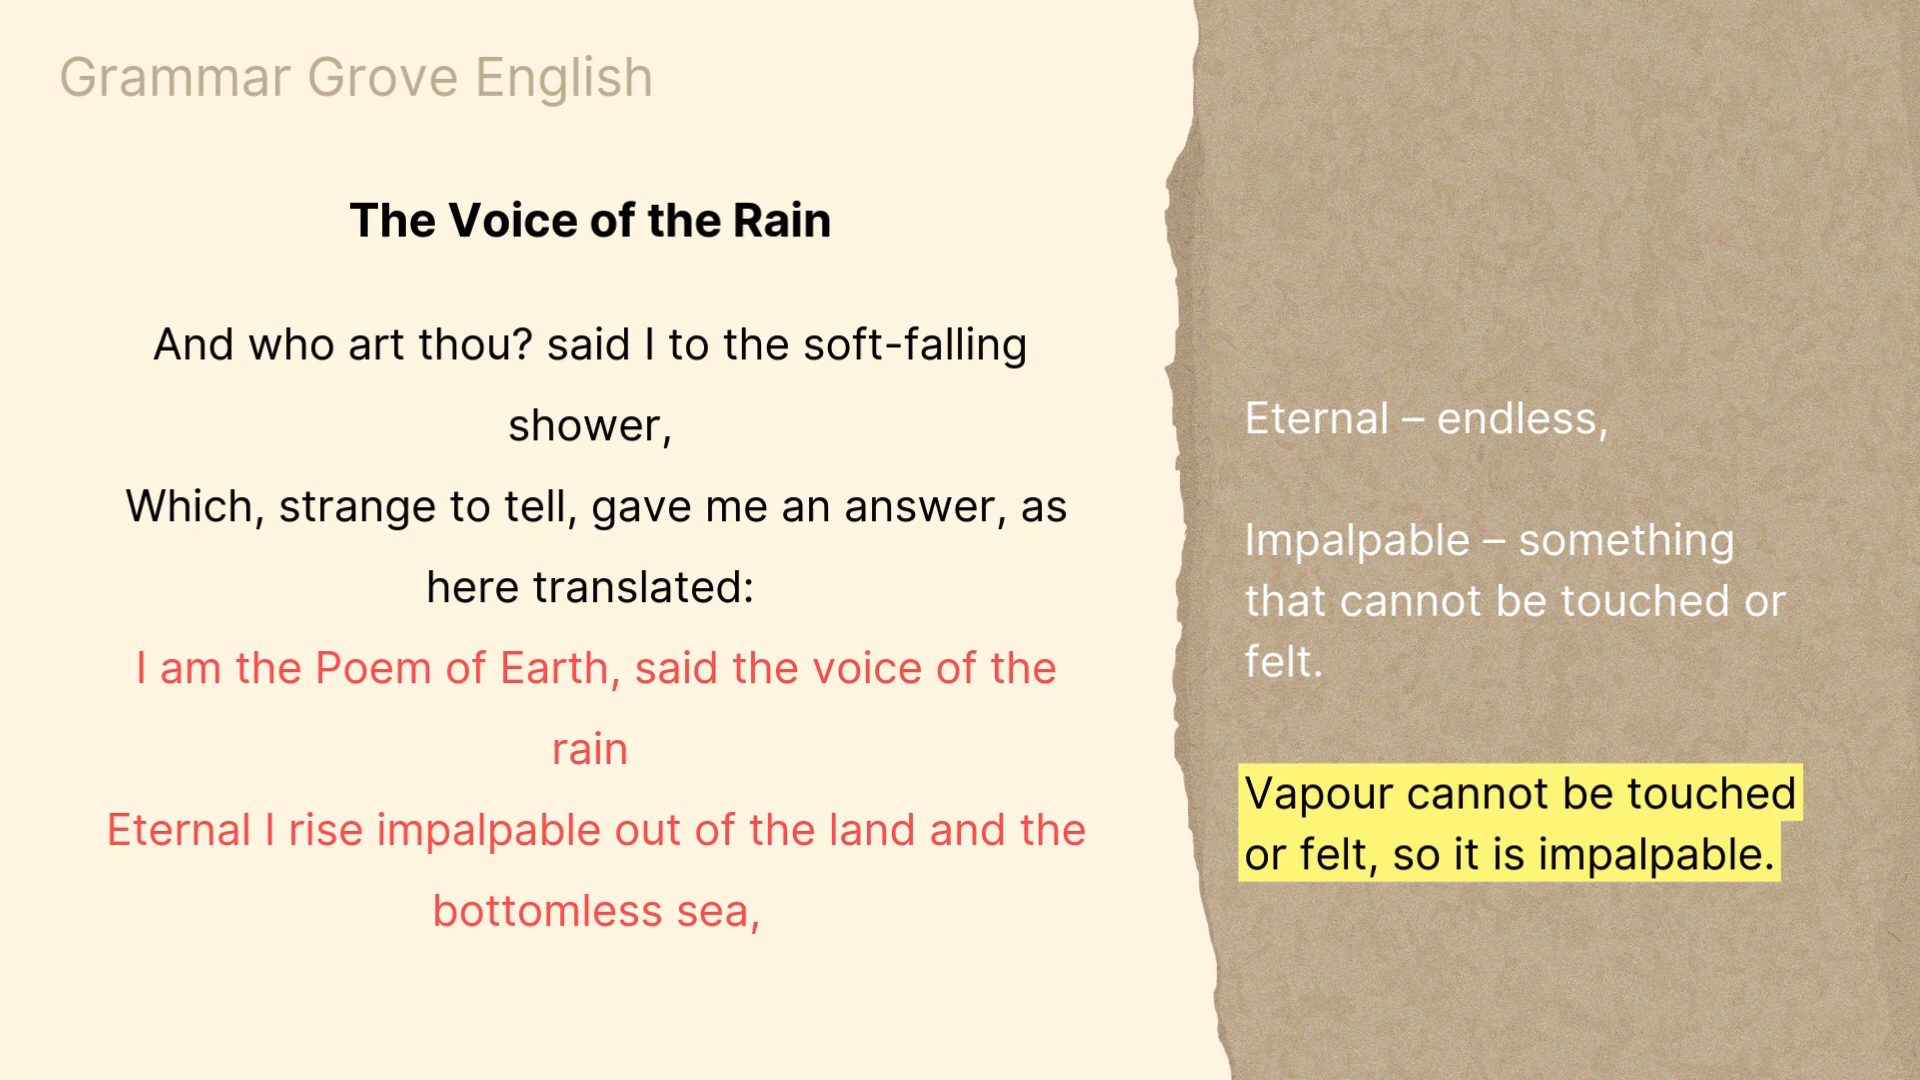 Grammar Grove English
The Voice of the Rain
And who art thou? said I to the soft-falling
shower,
Which, strange to tell, gave me an answer, as
here translated:
I am the Poem of Earth, said the voice of the
rain
Eternal I rise impalpable out of the land and the
bottomless sea,
Eternal – endless,
Impalpable – something
that cannot be touched or
felt.
Vapour cannot be touched
or felt, so it is impalpable.